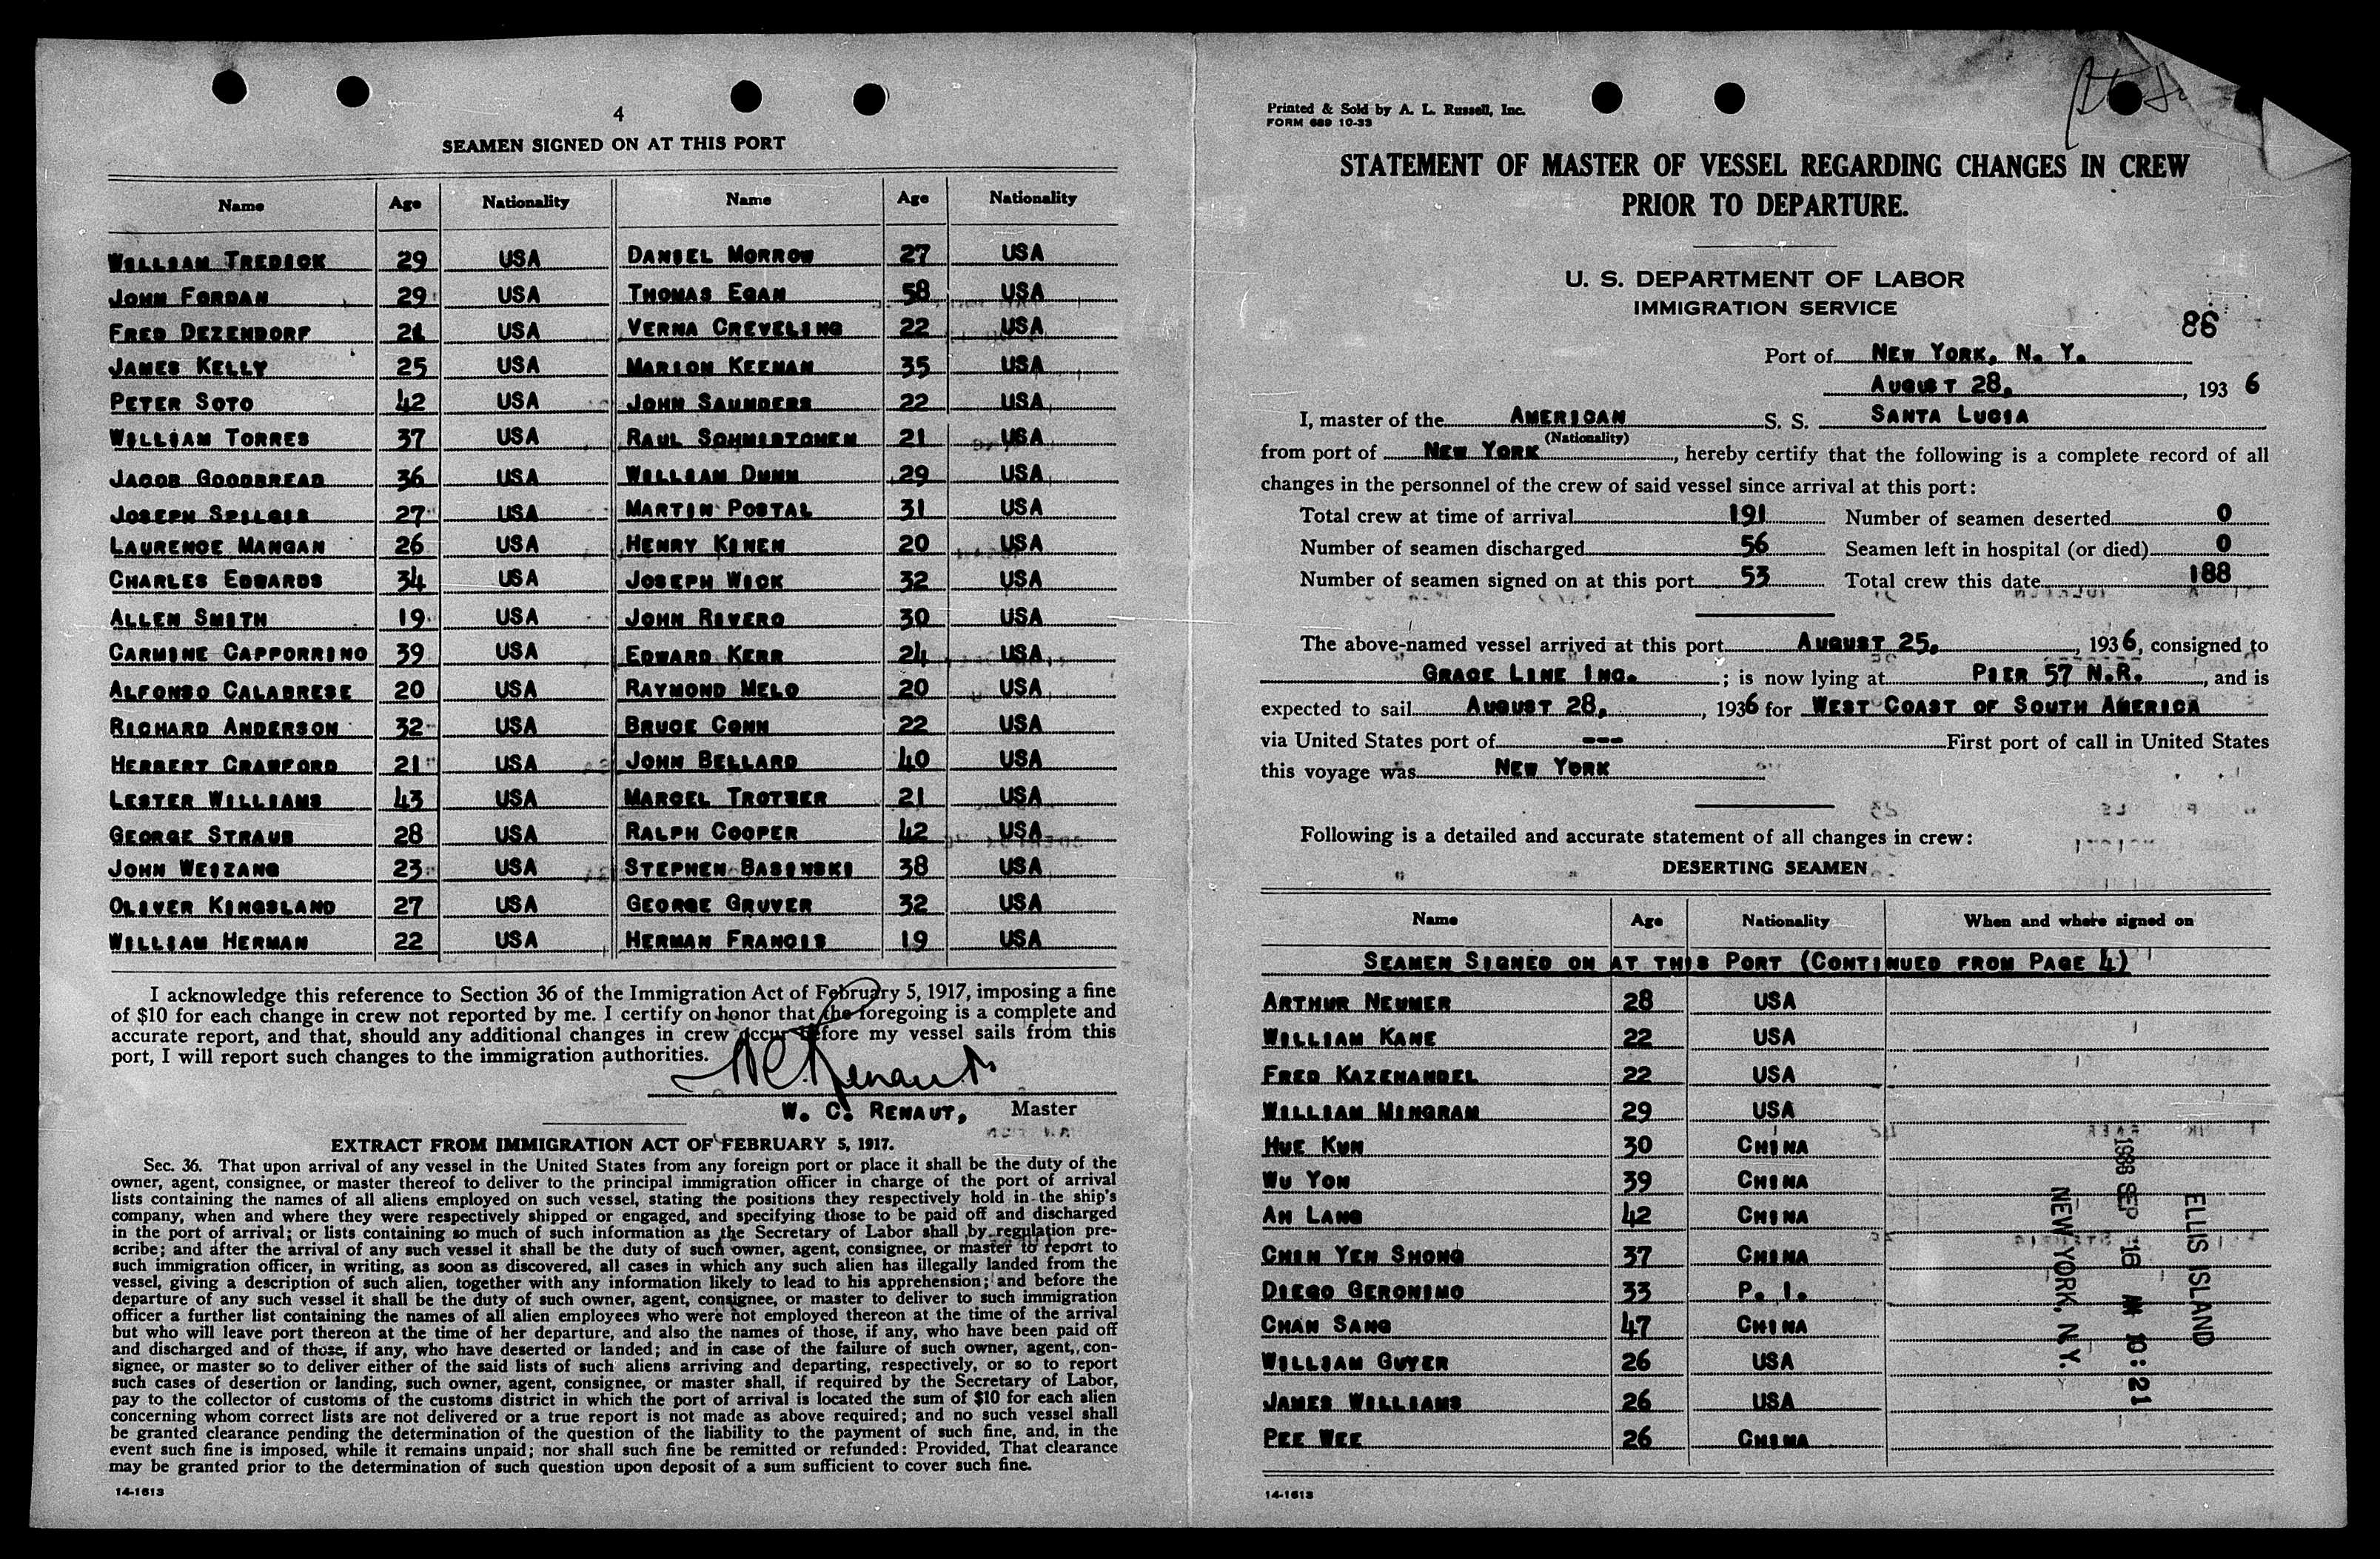 4
SEAMEN SIGNED ON AT THIS PORT
Name Age Nationality Name Age Nationality
WILLIAM TREDICK 29 USA DANIEL MORROW 27 USA
JOHN FORDAN 29 USA THOMAS EGAN 58 USA
FRED DEZENDORF 21 USA VERNA CREVELING 22 USA
JAMES KELLY 25 USA MARION KEENAN 35 USA
PETER SOTO 42 USA JOHN SAUNDERS 22 USA
WILLIAM TORRES 37 USA RAUL 21 USA
JACOB GOODBREAD 36 USA WILLIAM DUNN 29 USA
JOSEPH SPILGIS 27 USA MARTIN POSTAL 31 USA
LAURENCE MANGAN 26 USA HENRY KINEN 20 USA
CHARLES EDWARDS 34 USA JOSEPH WICK 32 USA
ALLEN SMITH 19 USA JOHN RIVERO 30 USA
CARMINE CAPPORRINO 39 USA EDWARD KERR 24 USA
ALFONSO CALABRESE 20 USA RAYMOND MELO 20 USA
RICHARD ANDERSON 32 USA BRUCE CONN 22 USA
HERBERT CRAWFORD 21 USA JOHN BELLARD 40 USA
LESTER WILLIAMS 43 USA MARCEL TROTBER 21 USA
GEORGE STRAUB 28 USA RALPH COOPER 42 USA
JOHN WEIZANG 23 USA STEPHEN BASINSKI 38 USA
OLIVER KINGSLAND 27 USA GEORGE GRUVER 32 USA
WILLIAM HERMAN 22 USA HERMAN FRANCIS 19 USA
I acknowledge this reference to Section 36 of the Immigration Act of February 5, 1917, imposing a fine
of $10 for each change in crew not reported by me. I certify on honor that the foregoing is a complete and
accurate report, and that, should any additional changes in crew occur before my vessel sails from this
port, I will report such changes to the immigration authorities.
W. C. Renaut
W. C. RENAUT, Master
EXTRACT FROM IMMIGRATION ACT OF FEBRUARY 5, 1917.
Sec. 36. That upon arrival of any vessel in the United States from any foreign port or place it shall be the duty of the
owner, agent, consignee, or master thereof to deliver to the principal immigration officer in charge of the port of arrival
lists containing the names of all aliens employed on such vessel, stating the positions they respectively hold in the ship's
company, when and where they were respectively shipped or engaged, and specifying those to be paid off and discharged
in the port of arrival; or lists containing so much of such information as the Secretary of Labor shall by regulation pre-
scribe; and after the arrival of any such vessel it shall be the duty of such owner, agent, consignee, or master to report to
such immigration officer, in writing, as soon as discovered, all cases in which any such alien has illegally landed from the
vessel, giving a description of such alien, together with any information likely to lead to his apprehension; and before the
departure of any such vessel it shall be the duty of such owner, agent, consignee, or master to deliver to such immigration
officer a further list containing the names of all alien employees who were not employed thereon at the time of the arrival
but who will leave port thereon at the time of her departure, and also the names of those, if any, who have been paid off
and discharged and of those, if any, who have deserted or landed; and in case of the failure of such owner, agent, con-
signee, or master so to deliver either of the said lists of such aliens arriving and departing, respectively, or so to report
such cases of desertion or landing, such owner, agent, consignee, or master shall, if required by the Secretary of Labor,
pay to the collector of customs of the customs district in which the port of arrival is located the sum of $10 for each alien
concerning whom correct lists are not delivered or a true report is not made as above required; and no such vessel shall
be granted clearance pending the determination of the question of the liability to the payment of such fine, and, in the
event such fine is imposed, while it remains unpaid; nor shall such fine be remitted or refunded: Provided, That clearance
may be granted prior to the determination of such question upon deposit of a sum sufficient to cover such fine.
14-1613
Printed & Sold by A. L. Russell, Inc.
FORM 689 10-33
STATEMENT OF MASTER OF VESSEL REGARDING CHANGES IN CREW
PRIOR TO DEPARTURE.
U. S. DEPARTMENT OF LABOR
IMMIGRATION SERVICE
86
Port of NEW YORK, N. Y.
AUGUST 28, 1936
I, master of the AMERICAN S. S. SANTA LUCIA
(Nationality)
from port of NEW YORK, hereby certify that the following is a complete record of all
changes in the personnel of the crew of said vessel since arrival at this port:
Total crew at time of arrival 191 Number of seamen deserted 0
Number of seamen discharged 56 Seamen left in hospital (or died) 0
Number of seamen signed on at this port 53 Total crew this date 188
The above-named vessel arrived at this port AUGUST 25, 1936, consigned to
GRACE LINE INC. ; is now lying at PIER 57 N.R., and is
expected to sail AUGUST 28, 1936 for WEST COAST OF SOUTH AMERICA
via United States port of --- First port of call in United States
this voyage was NEW YORK
Following is a detailed and accurate statement of all changes in crew:
DESERTING SEAMEN
Name Age Nationality When and where signed on
SEAMEN SIGNED ON AT THIS PORT (CONTINUED FROM PAGE 4)
ARTHUR NEUMER 28 USA
WILLIAM KANE 22 USA
FRED KAZENANDEL 22 USA
WILLIAM MINGRAM 29 USA
HUE KUN 30 CHINA
WU YON 39 CHINA
AH LANG 42 CHINA
CHIN YEN SHONG 37 CHINA
DIEGO GERONIMO 33 P. I.
CHAN SANG 47 CHINA
WILLIAM GUYER 26 USA
JAMES WILLIAMS 26 USA
PEE WEE 26 CHINA
ELLIS ISLAND
1936 SEP 16 AM 10:21
NEW YORK, N.Y.
14-1613